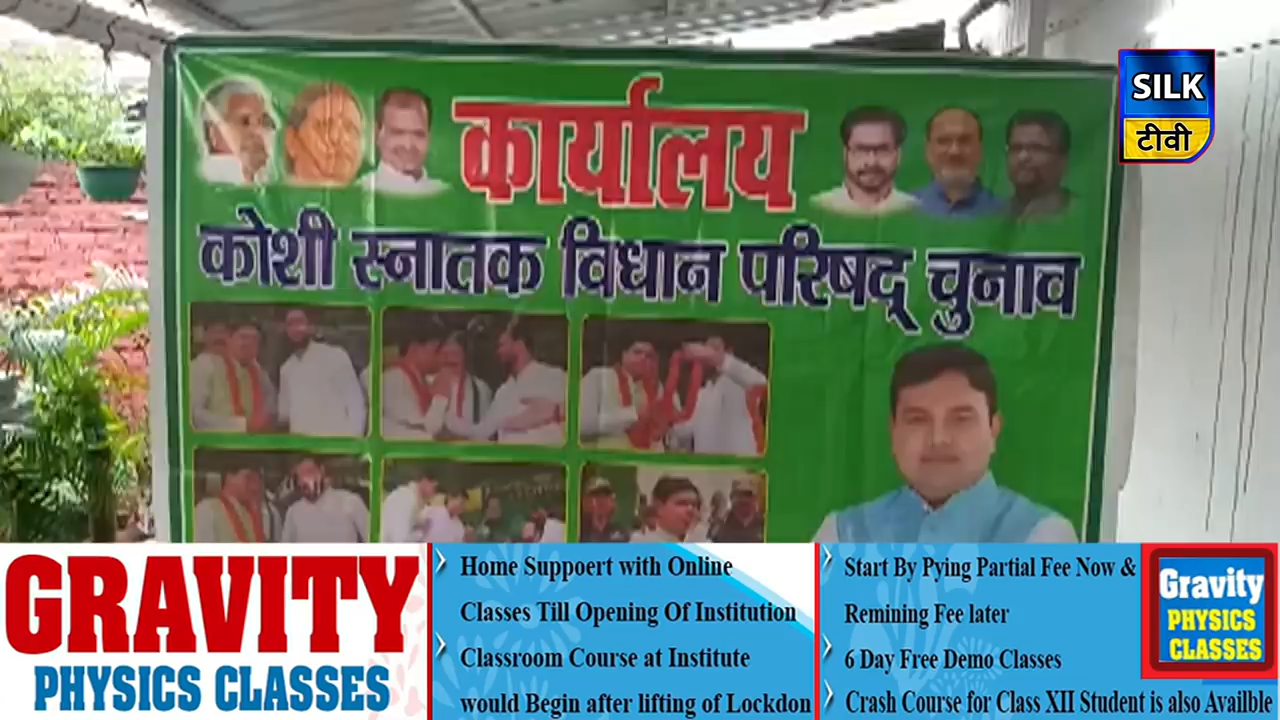 SILK
टीवी
कार्यालय
कोशी स्नातक विधान परिषद् चुनाव
GRAVITY
PHYSICS CLASSES
Home Suppoert with Online
Classes Till Opening Of Institution
Classroom Course at Institute
would Begin after lifting of Lockdon
Start By Pying Partial Fee Now &
Remining Fee later
6 Day Free Demo Classes
Crash Course for Class XII Student is also Availble
Gravity
PHYSICS
CLASSES